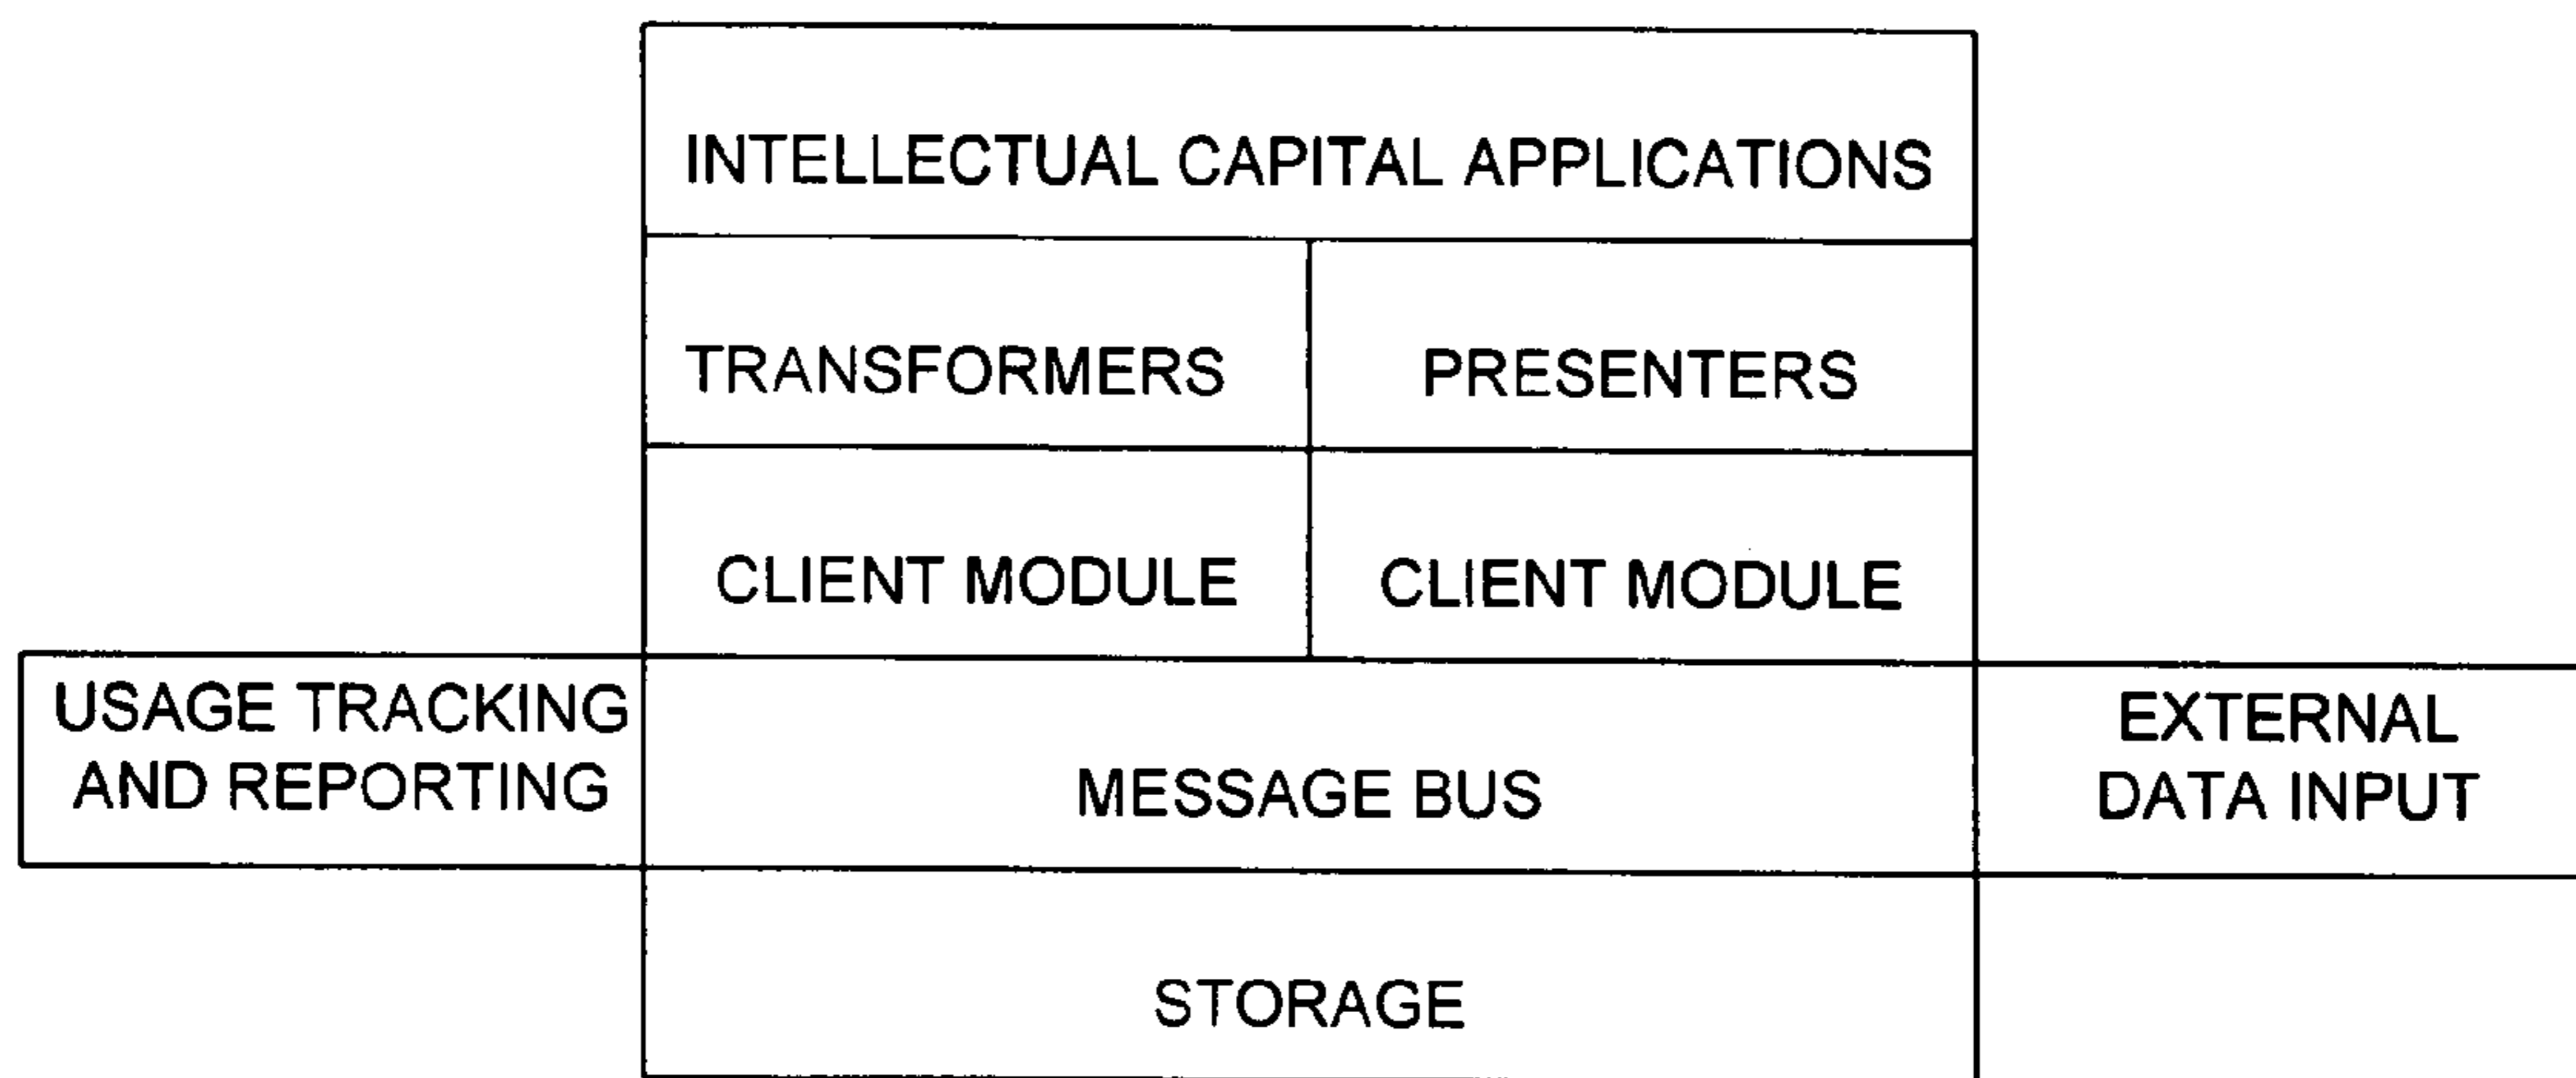 INTELLECTUAL CAPITAL APPLICATIONS
TRANSFORMERS
PRESENTERS
CLIENT MODULE
CLIENT MODULE
USAGE TRACKING
AND REPORTING
MESSAGE BUS
EXTERNAL
DATA INPUT
STORAGE